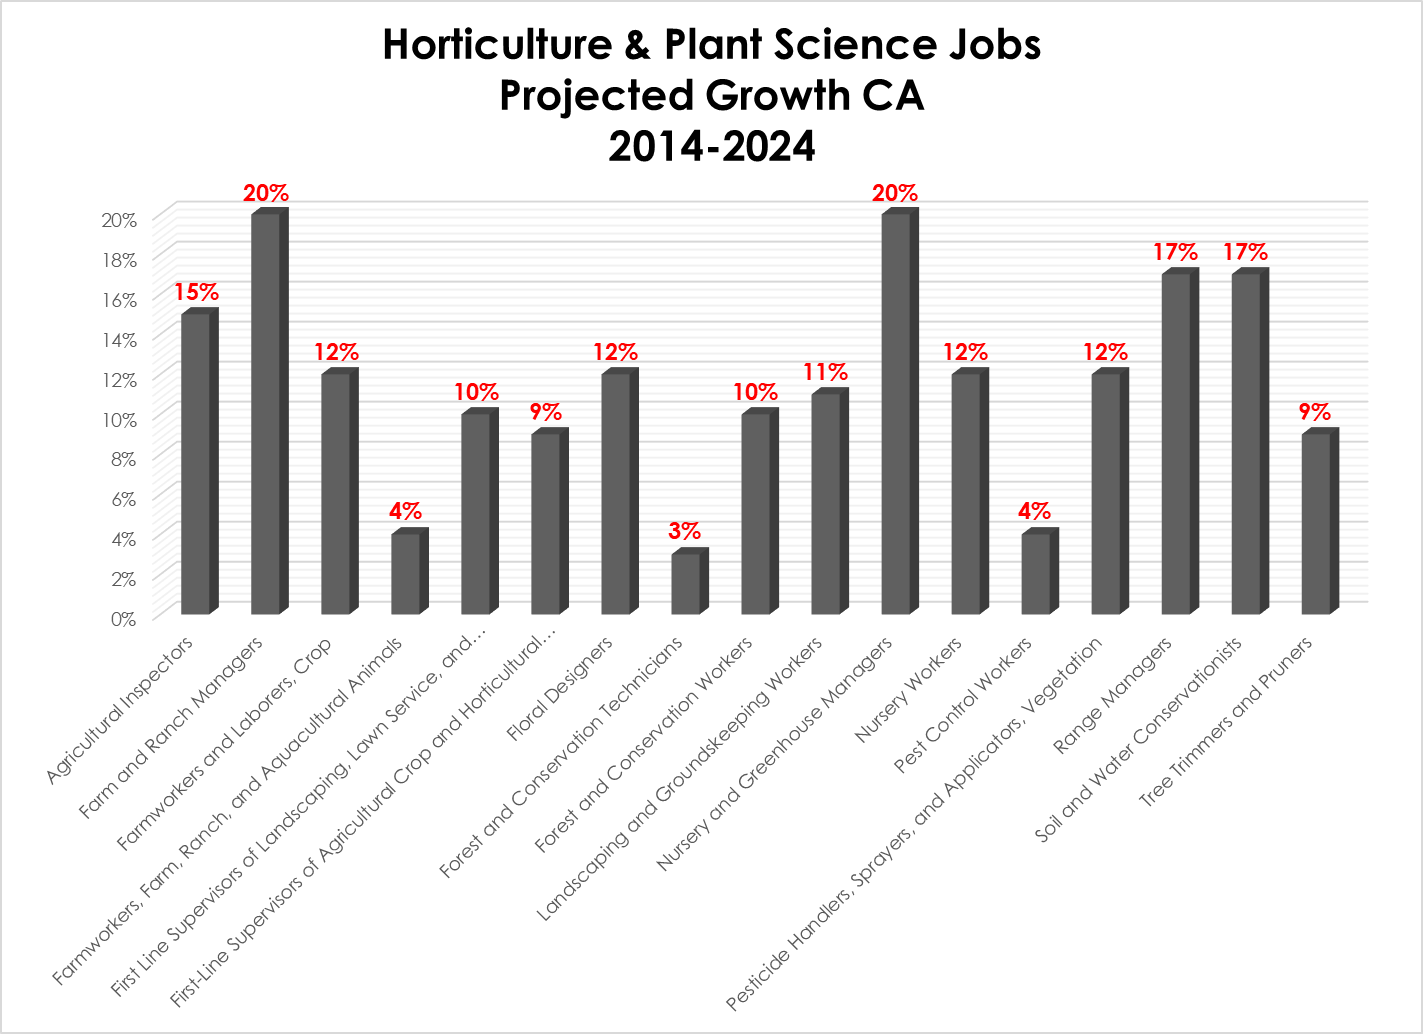 Horticulture & Plant Science Jobs
Projected Growth CA
2014-2024
20%
18%
16%
14%
12%
10%
8%
6%
4%
2%
0%
15%
20%
12%
4%
10%
9%
12%
3%
10%
11%
20%
12%
4%
12%
17%
17%
9%
Agricultural Inspectors
Farm and Ranch Managers
Farmworkers and Laborers, Crop
Farmworkers, Farm, Ranch, and Aquacultural Animals
First Line Supervisors of Landscaping, Lawn Service, and...
First-Line Supervisors of Agricultural Crop and Horticultural...
Floral Designers
Forest and Conservation Technicians
Forest and Conservation Workers
Landscaping and Groundskeeping Workers
Nursery and Greenhouse Managers
Nursery Workers
Pest Control Workers
Pesticide Handlers, Sprayers, and Applicators, Vegetation
Range Managers
Soil and Water Conservationists
Tree Trimmers and Pruners